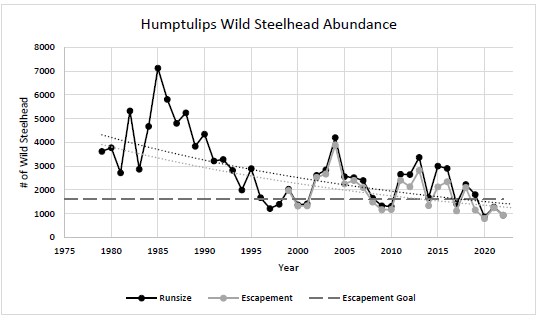 Humptulips Wild Steelhead Abundance
8000
7000
6000
5000
4000
3000
2000
1000
0
# of Wild Steelhead
1975 1980 1985 1990 1995 2000 2005 2010 2015 2020
Year
Runsize Escapement Escapement Goal